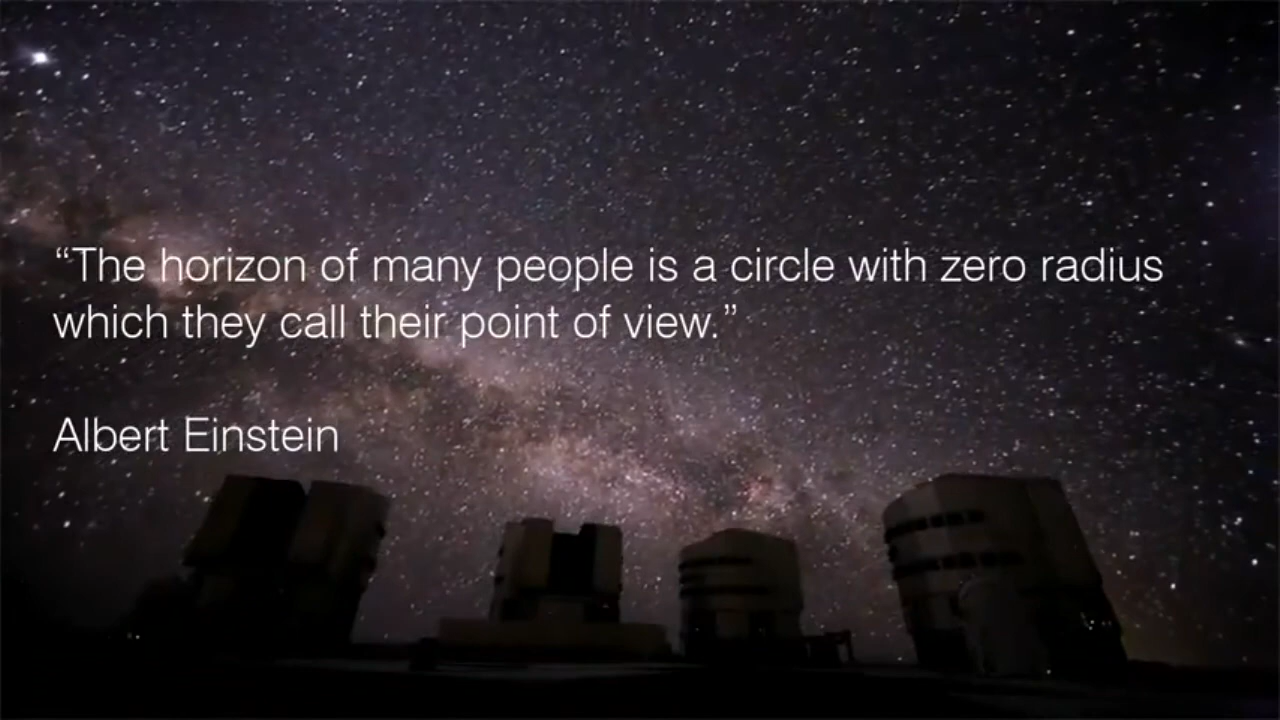 “The horizon of many people is a circle with zero radius
which they call their point of view.”
Albert Einstein